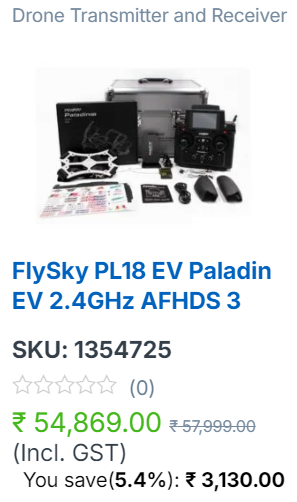 Drone Transmitter and Receiver
Paladin
FlySky PL18 EV Paladin
EV 2.4GHz AFHDS 3
SKU: 1354725
(0)
₹ 54,869.00 ₹ 57,999.00
(Incl. GST)
You save(5.4%): ₹ 3,130.00